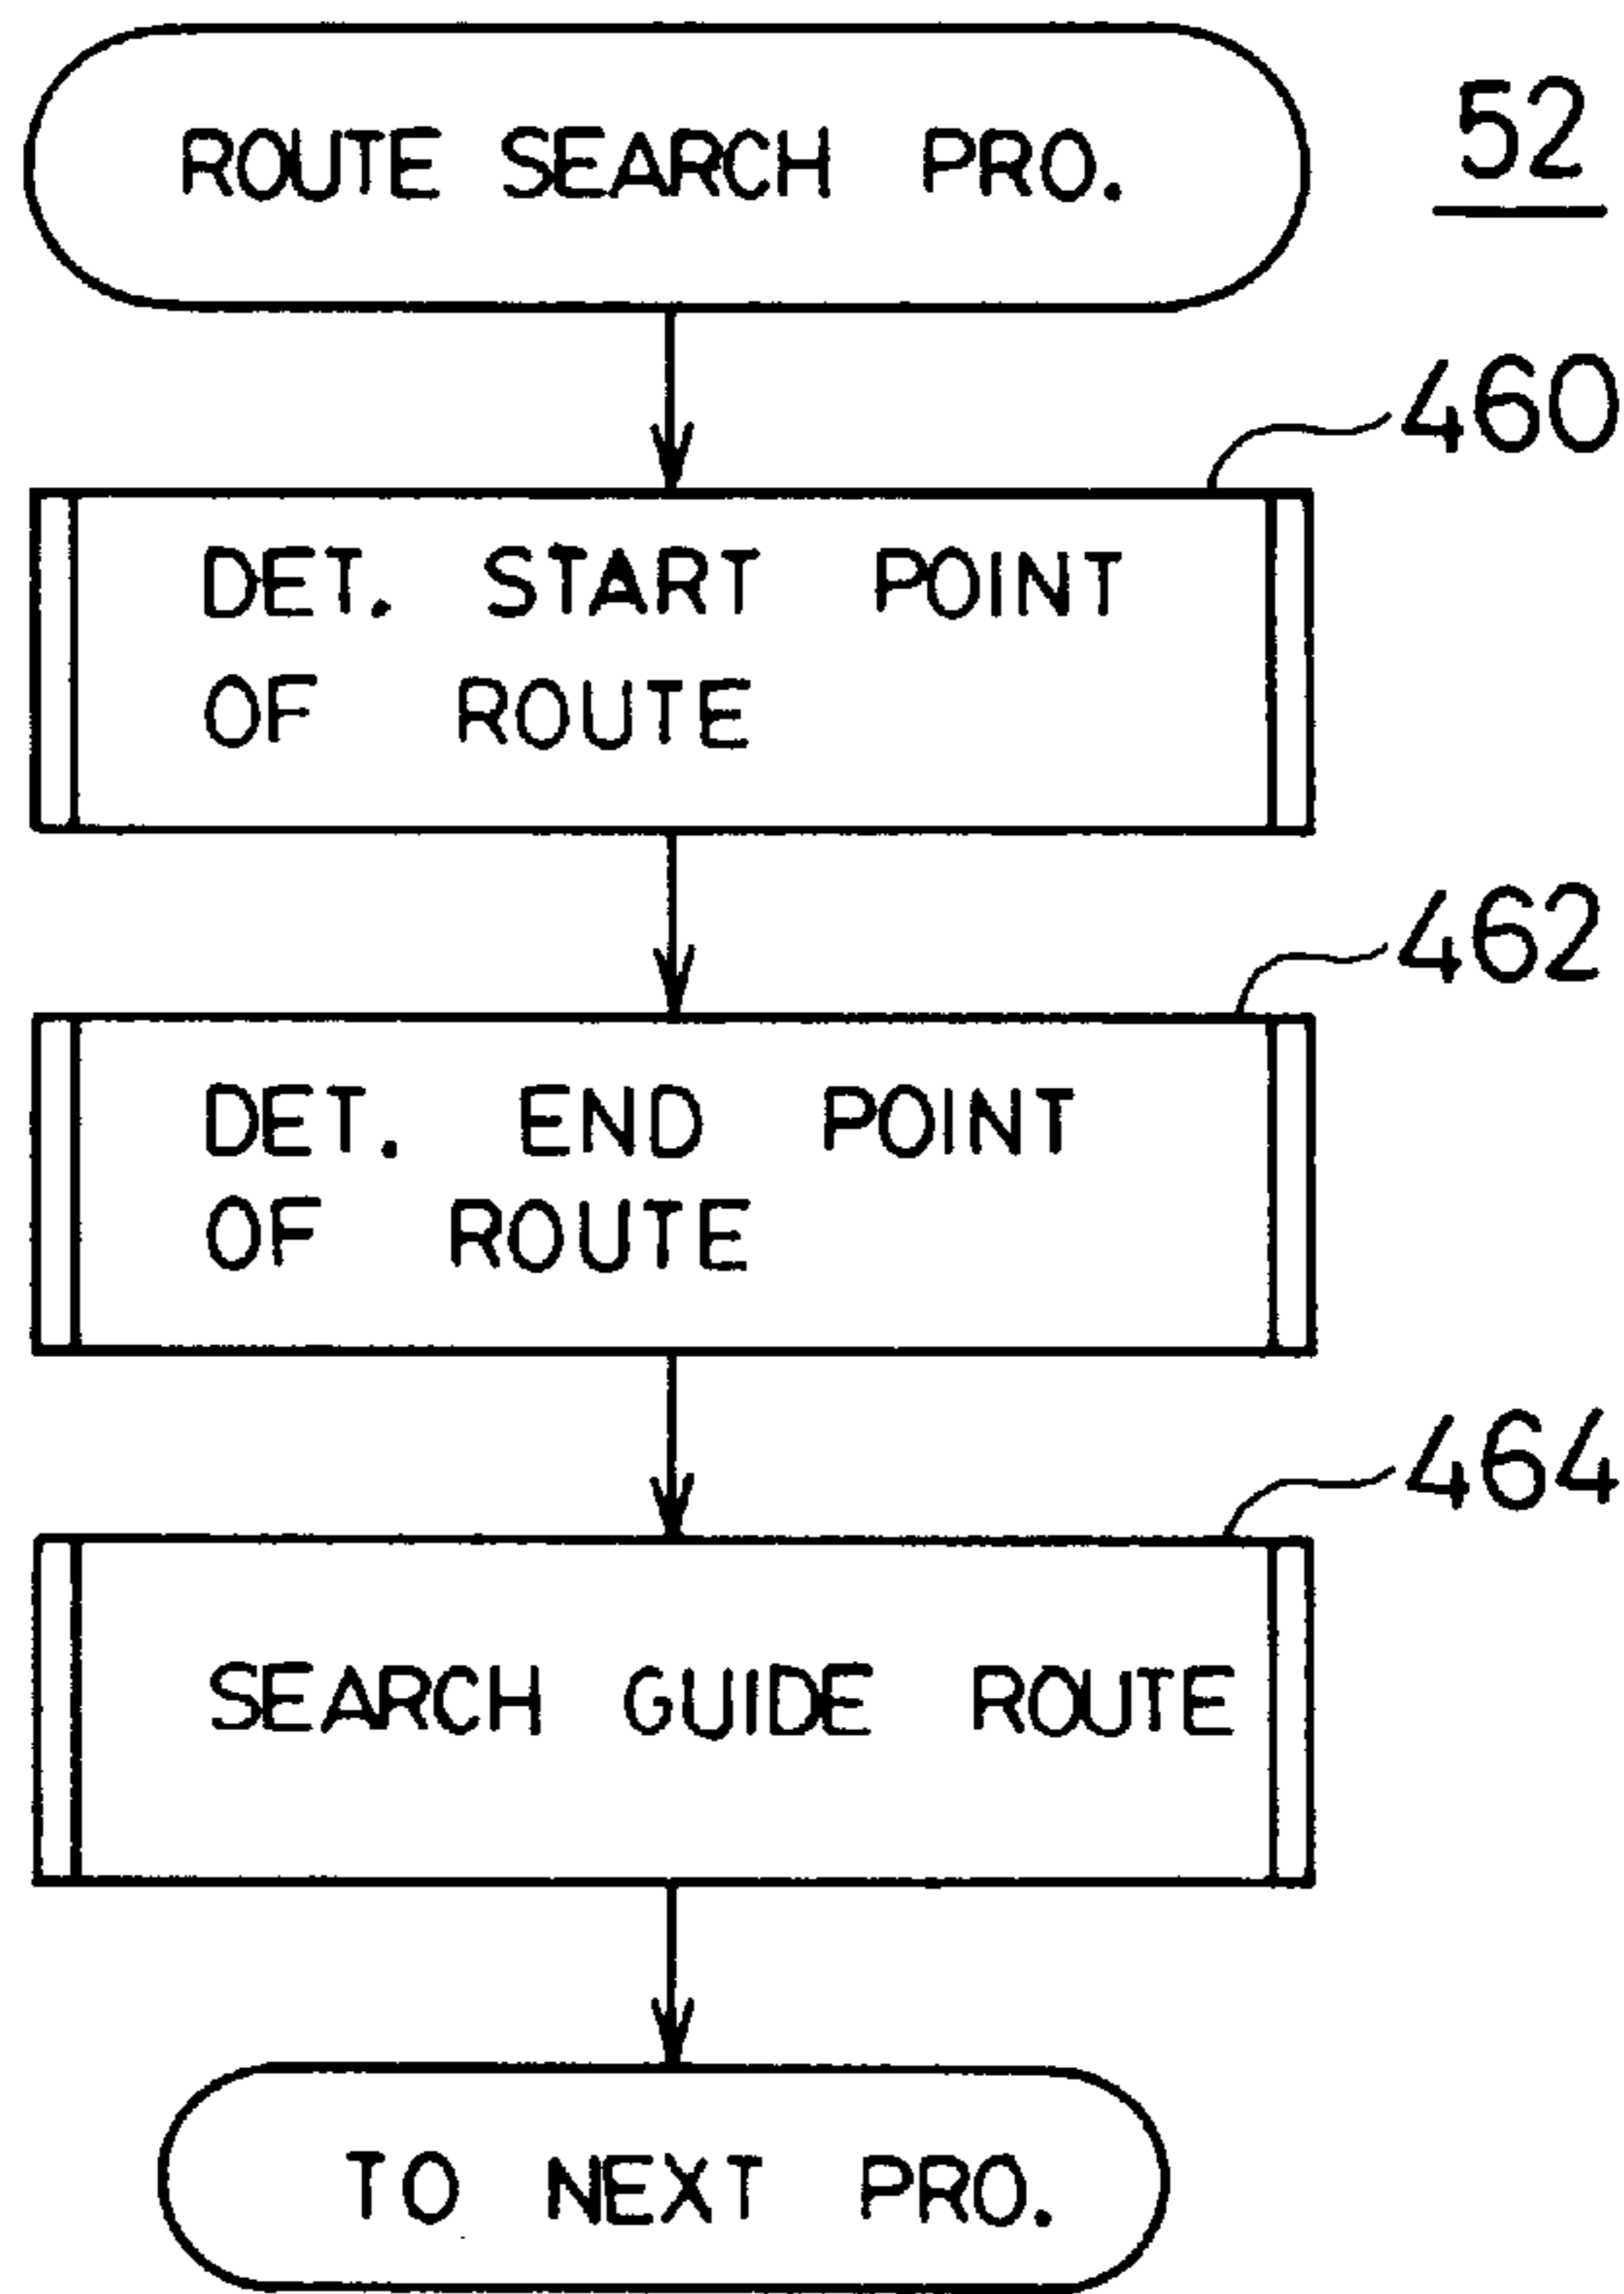 ROUTE SEARCH PRO.
52
460
DET. START POINT
OF ROUTE
462
DET. END POINT
OF ROUTE
464
SEARCH GUIDE ROUTE
TO NEXT PRO.